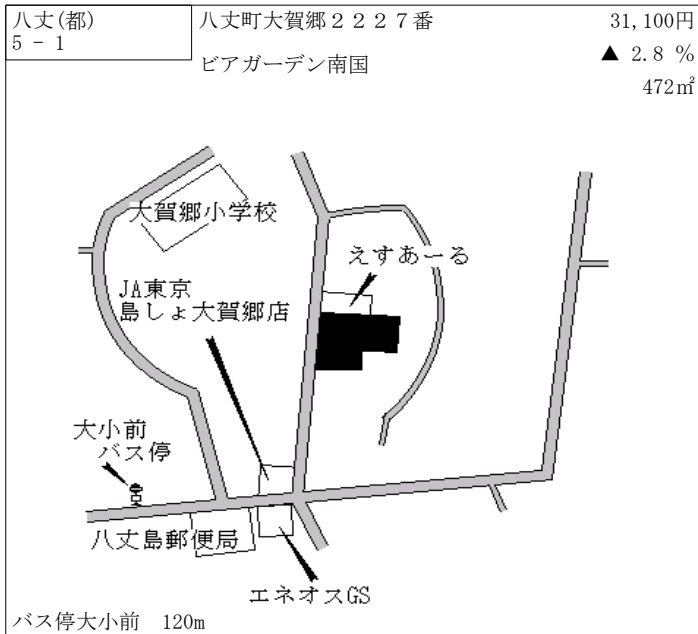 八丈(都)
5 - 1
八丈町大賀郷２２２７番
ビアガーデン南国
31,100円
▲ 2.8 %
472㎡
大賀郷小学校
えすあーる
JA東京
島しょ大賀郷店
大小前
バス停
八丈島郵便局
エネオスGS
バス停大小前　120m